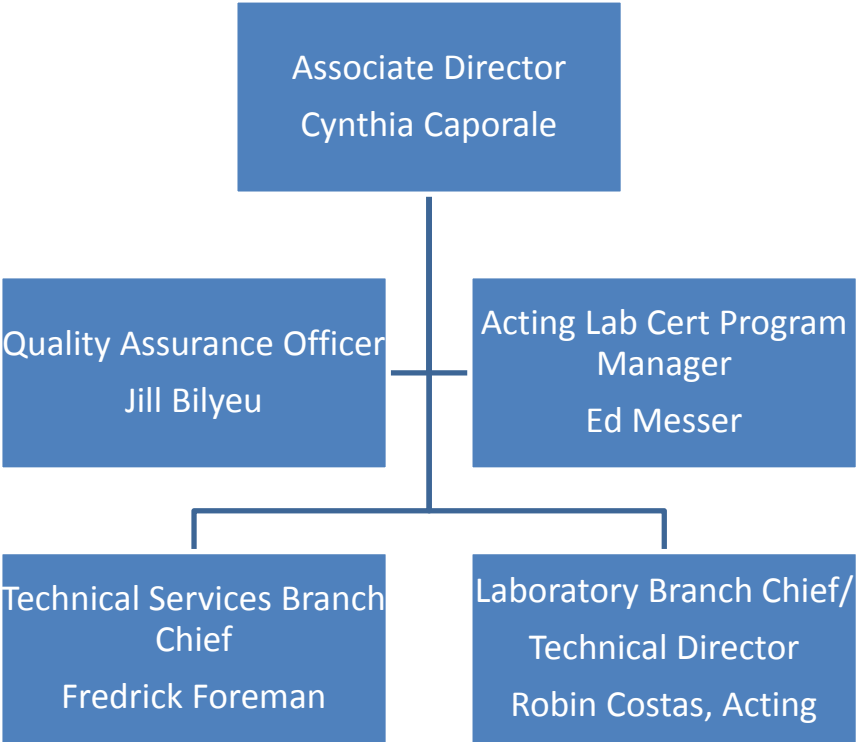 Associate Director
Cynthia Caporale
Quality Assurance Officer
Jill Bilyeu
Acting Lab Cert Program
Manager
Ed Messer
Technical Services Branch
Chief
Fredrick Foreman
Laboratory Branch Chief/
Technical Director
Robin Costas, Acting